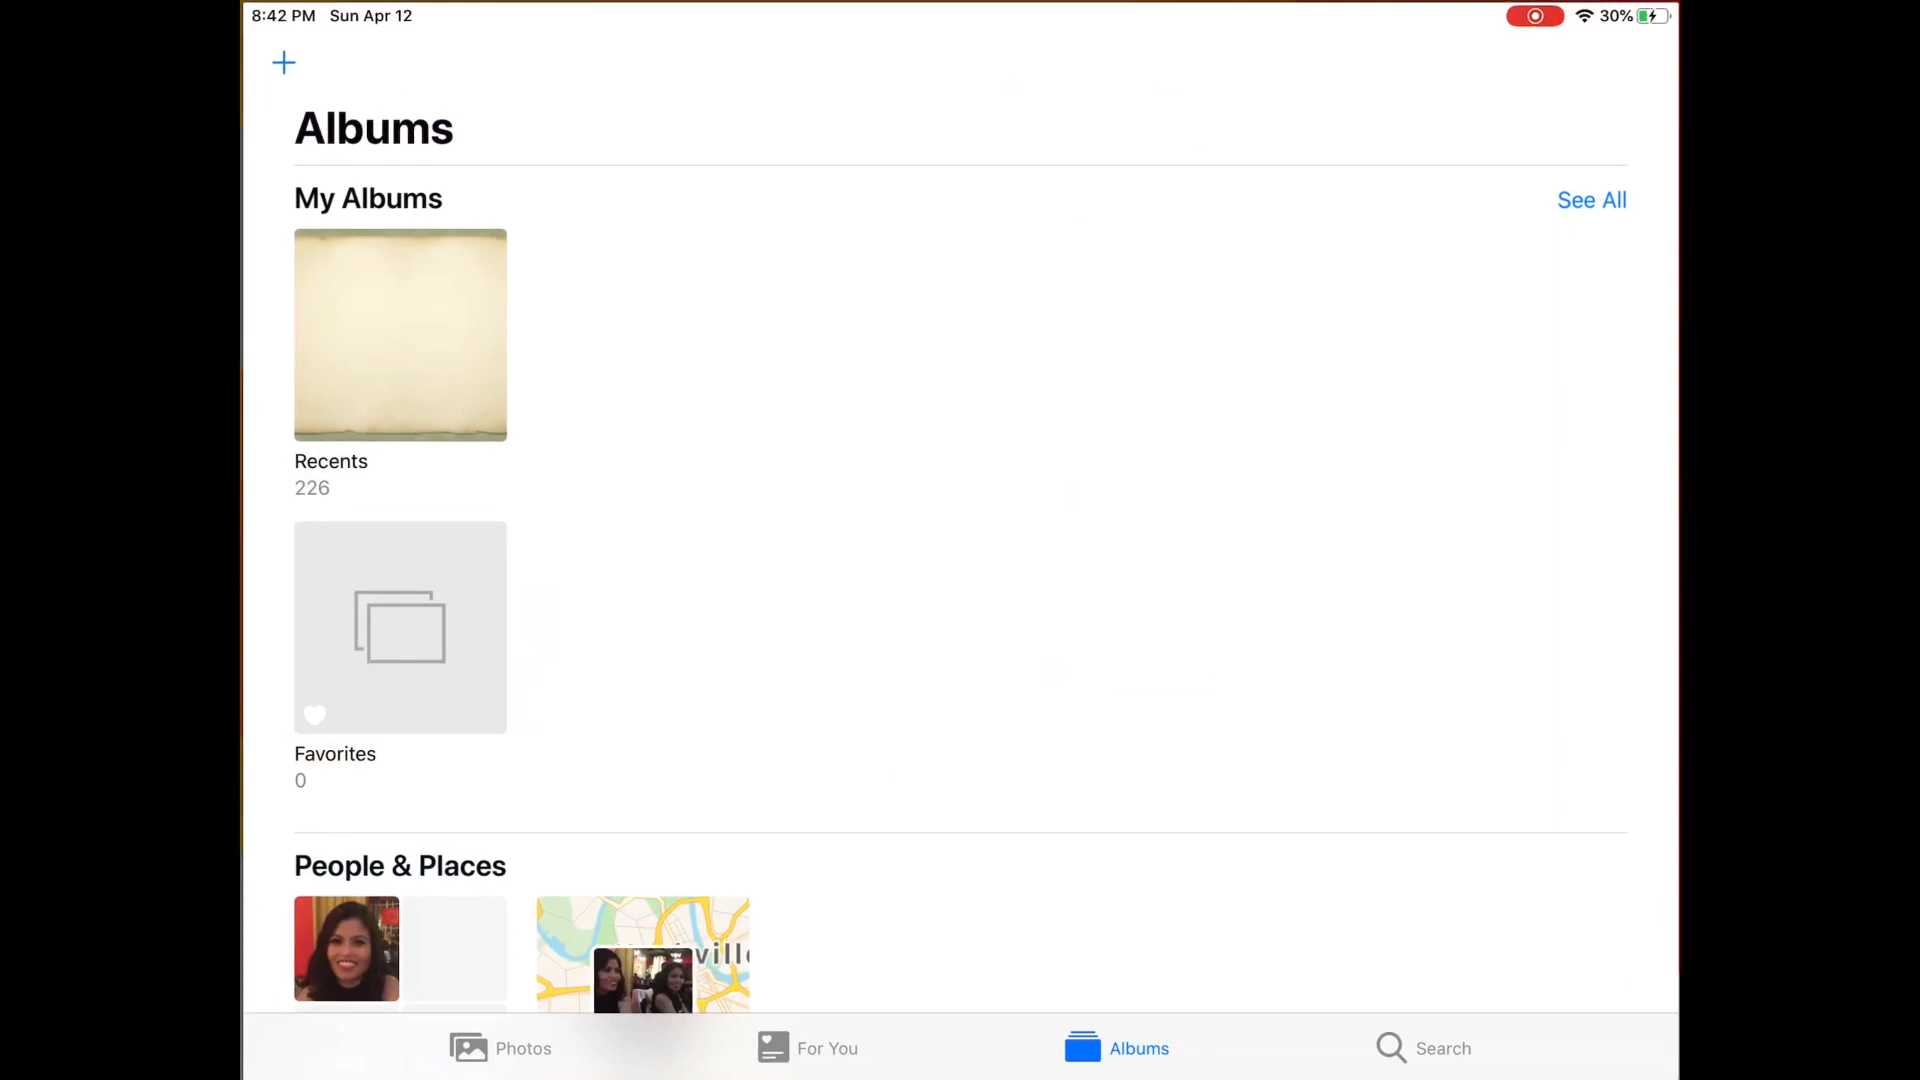 8:42 PM Sun Apr 12
30%
Albums
My Albums
See All
Recents
226
Favorites
0
People & Places
Photos
For You
Albums
Search